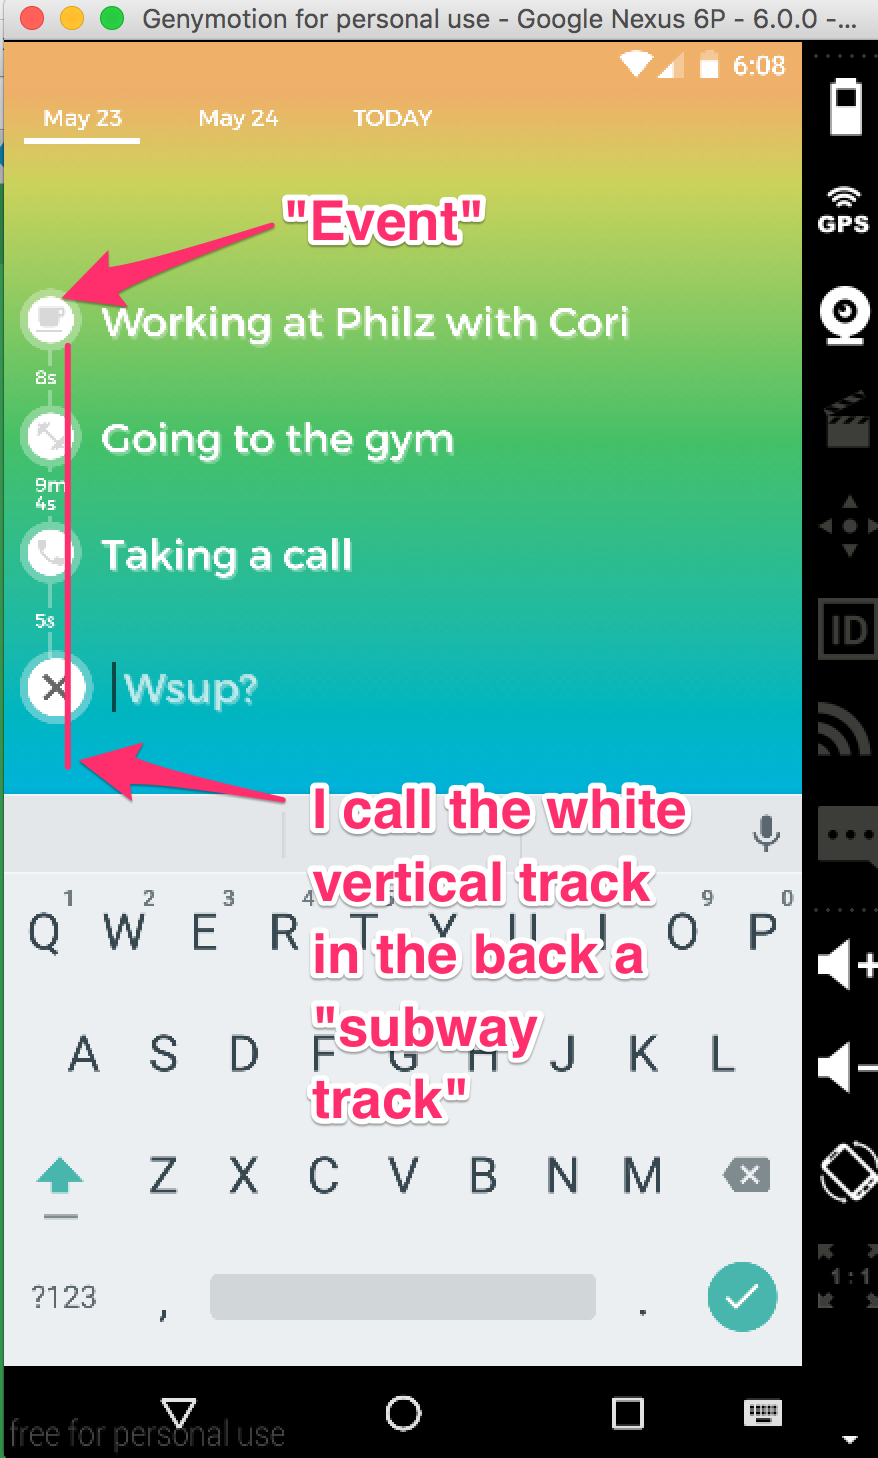 Genymotion for personal use - Google Nexus 6P - 6.0.0 -...
6:08
May 23 May 24 TODAY
GPS
"Event"
Working at Philz with Cori
8s
Going to the gym
9m
4s
Taking a call
ID
5s
Wsup?
I call the white
vertical track
in the back a
"subway
track"
1 2 3 4 5 9 0
Q W E R T Y U I O P
A S D F G H J K L
Z X C V B N M
1:1
?123 , .
free for personal use